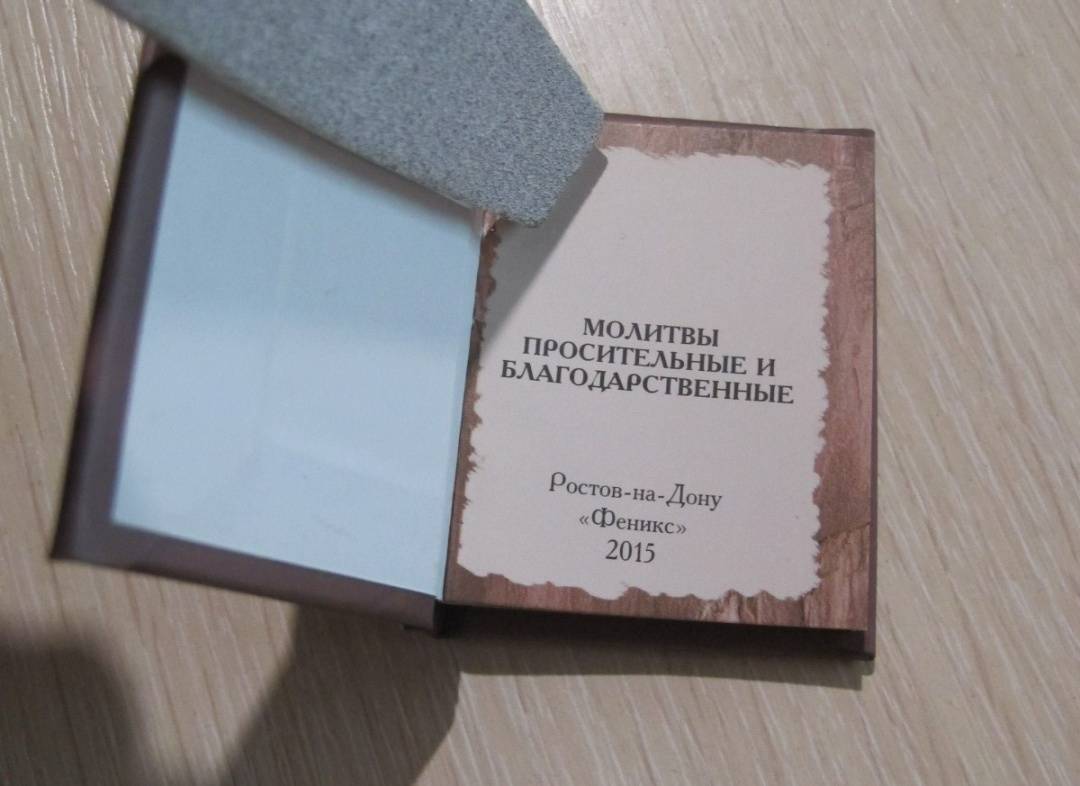 МОЛИТВЫ
ПРОСИТЕЛЬНЫЕ И
БЛАГОДАРСТВЕННЫЕ
Ростов-на-Дону
«Феникс»
2015